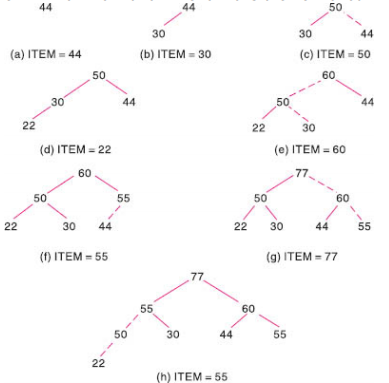 44 44 50
30 30 44
(a) ITEM = 44 (b) ITEM = 30 (c) ITEM = 50
50 60
30 44 50 44
22 22 30
(d) ITEM = 22 (e) ITEM = 60
60 77
50 55 50 60
22 30 44 22 30 44 55
(f) ITEM = 55 (g) ITEM = 77
77
55 60
50 30 44 55
22
(h) ITEM = 55